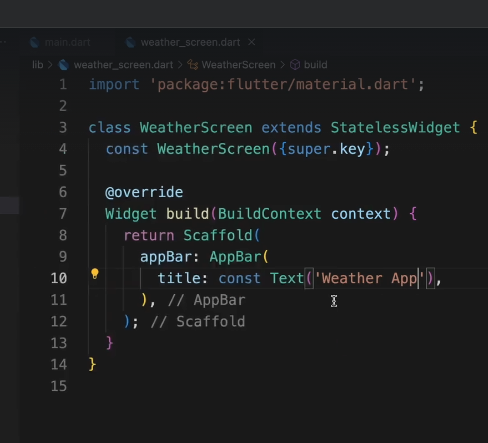 main.dart weather_screen.dart ×
lib > weather_screen.dart > WeatherScreen > build
1 import 'package:flutter/material.dart';
2
3 class WeatherScreen extends StatelessWidget {
4 const WeatherScreen({super.key});
5
6 @override
7 Widget build(BuildContext context) {
8 return Scaffold(
9 appBar: AppBar(
10 title: const Text('Weather App'),
11 ), // AppBar
12 ); // Scaffold
13 }
14 }
15